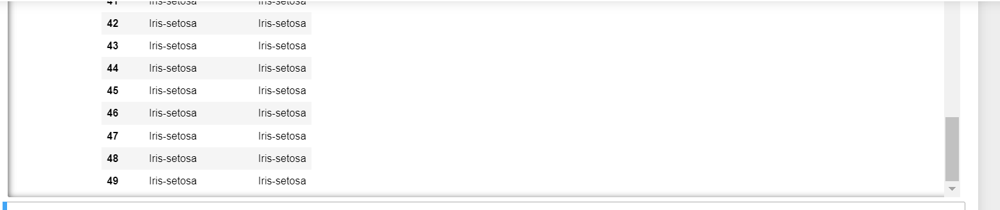 41 Iris-setosa Iris-setosa
42 Iris-setosa Iris-setosa
43 Iris-setosa Iris-setosa
44 Iris-setosa Iris-setosa
45 Iris-setosa Iris-setosa
46 Iris-setosa Iris-setosa
47 Iris-setosa Iris-setosa
48 Iris-setosa Iris-setosa
49 Iris-setosa Iris-setosa